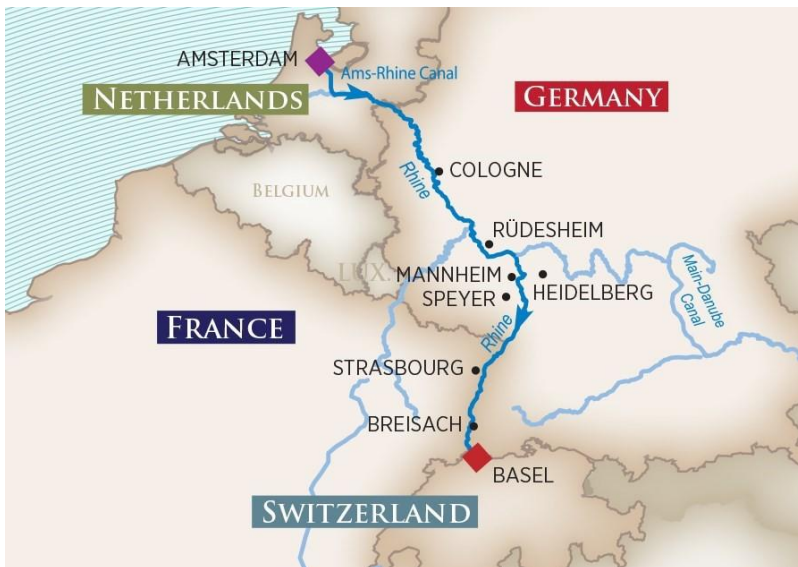 AMSTERDAM
Ams-Rhine Canal
NETHERLANDS
GERMANY
COLOGNE
Rhine
BELGIUM
RÜDESHEIM
LUX.
MANNHEIM
HEIDELBERG
SPEYER
Main-Danube
Canal
FRANCE
Rhine
STRASBOURG
BREISACH
BASEL
SWITZERLAND